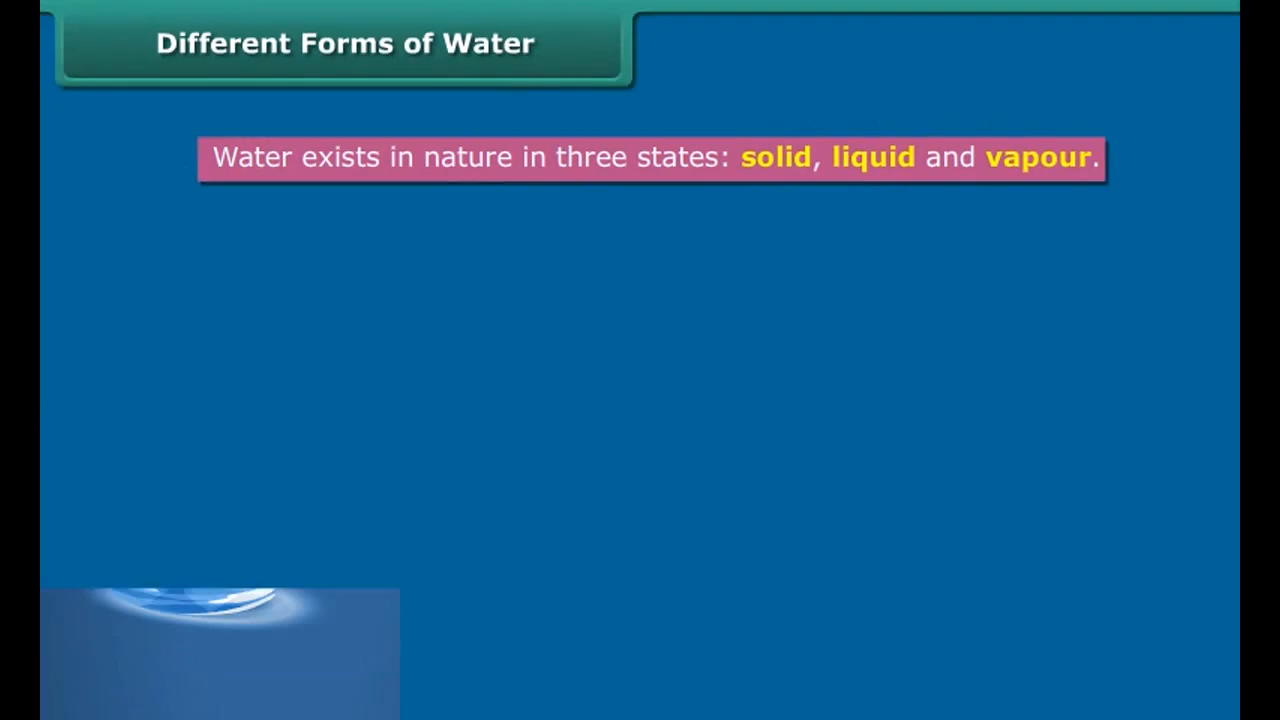 Different Forms of Water
Water exists in nature in three states: solid, liquid and vapour.